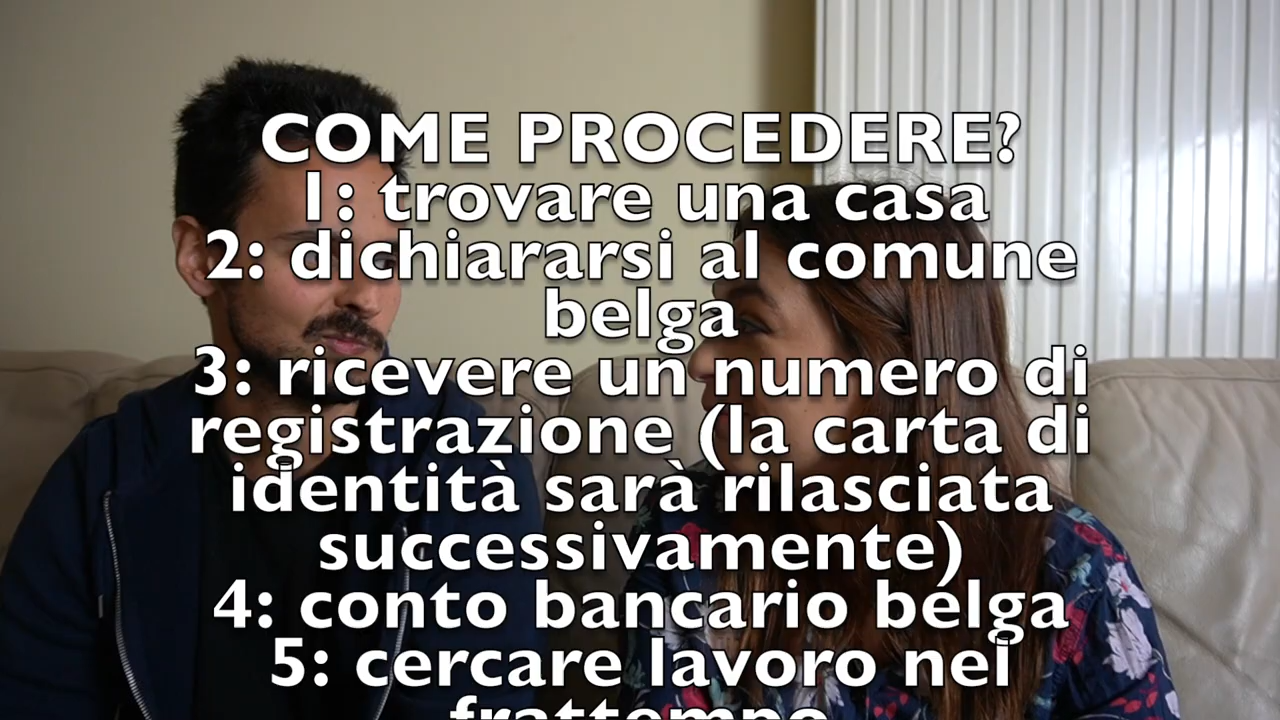 COME PROCEDERE?
1: trovare una casa
2: dichiararsi al comune
belga
3: ricevere un numero di
registrazione (la carta di
identità sarà rilasciata
successivamente)
4: conto bancario belga
5: cercare lavoro nel
frattempo